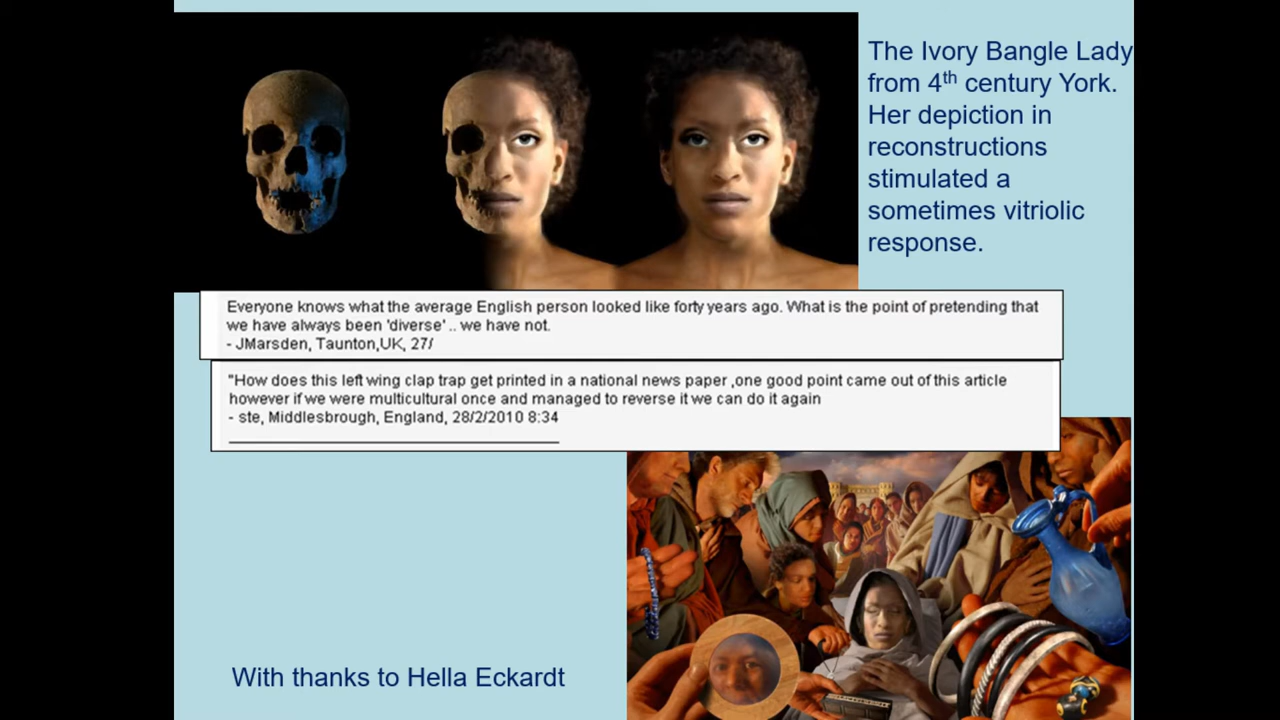 The Ivory Bangle Lady
from 4th century York.
Her depiction in
reconstructions
stimulated a
sometimes vitriolic
response.
Everyone knows what the average English person looked like forty years ago. What is the point of pretending that
we have always been 'diverse' .. we have not.
- JMarsden, Taunton,UK, 27/
"How does this left wing clap trap get printed in a national news paper ,one good point came out of this article
however if we were multicultural once and managed to reverse it we can do it again
- ste, Middlesbrough, England, 28/2/2010 8:34
With thanks to Hella Eckardt